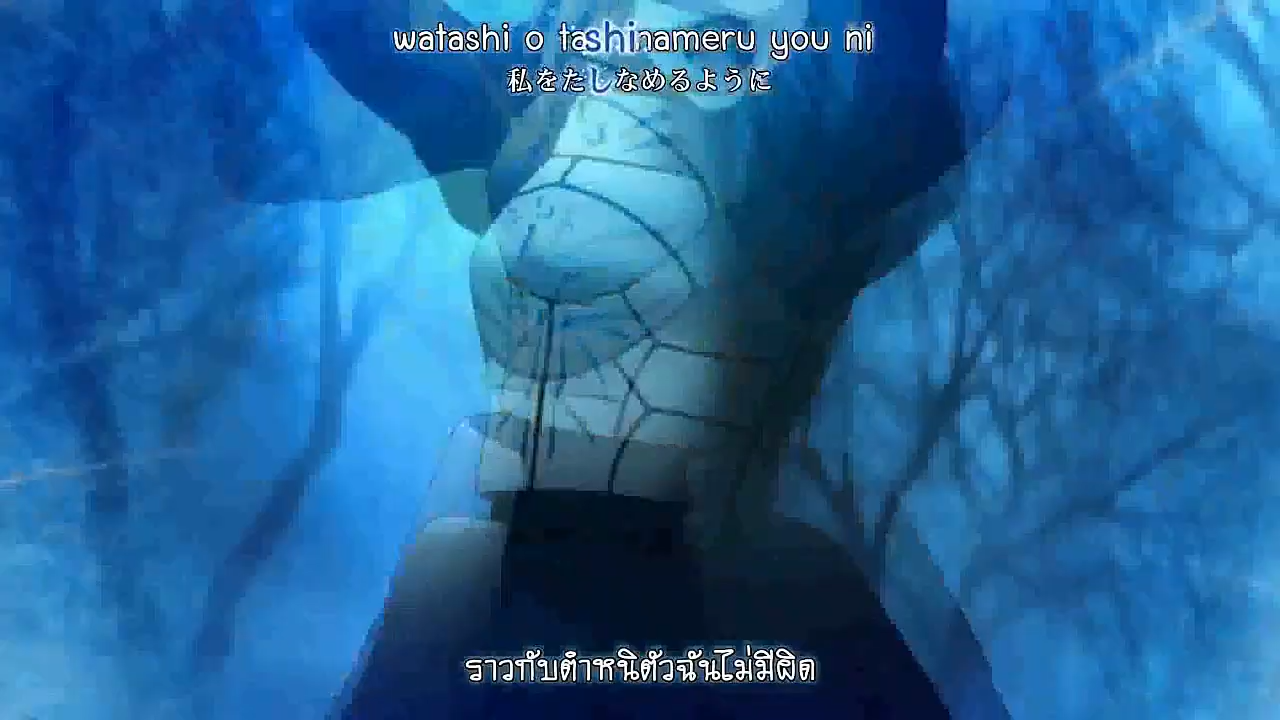 watashi o tashinameru you ni
私をたしなめるように
ราวกับตำหนิตัวฉันไม่มีผิด